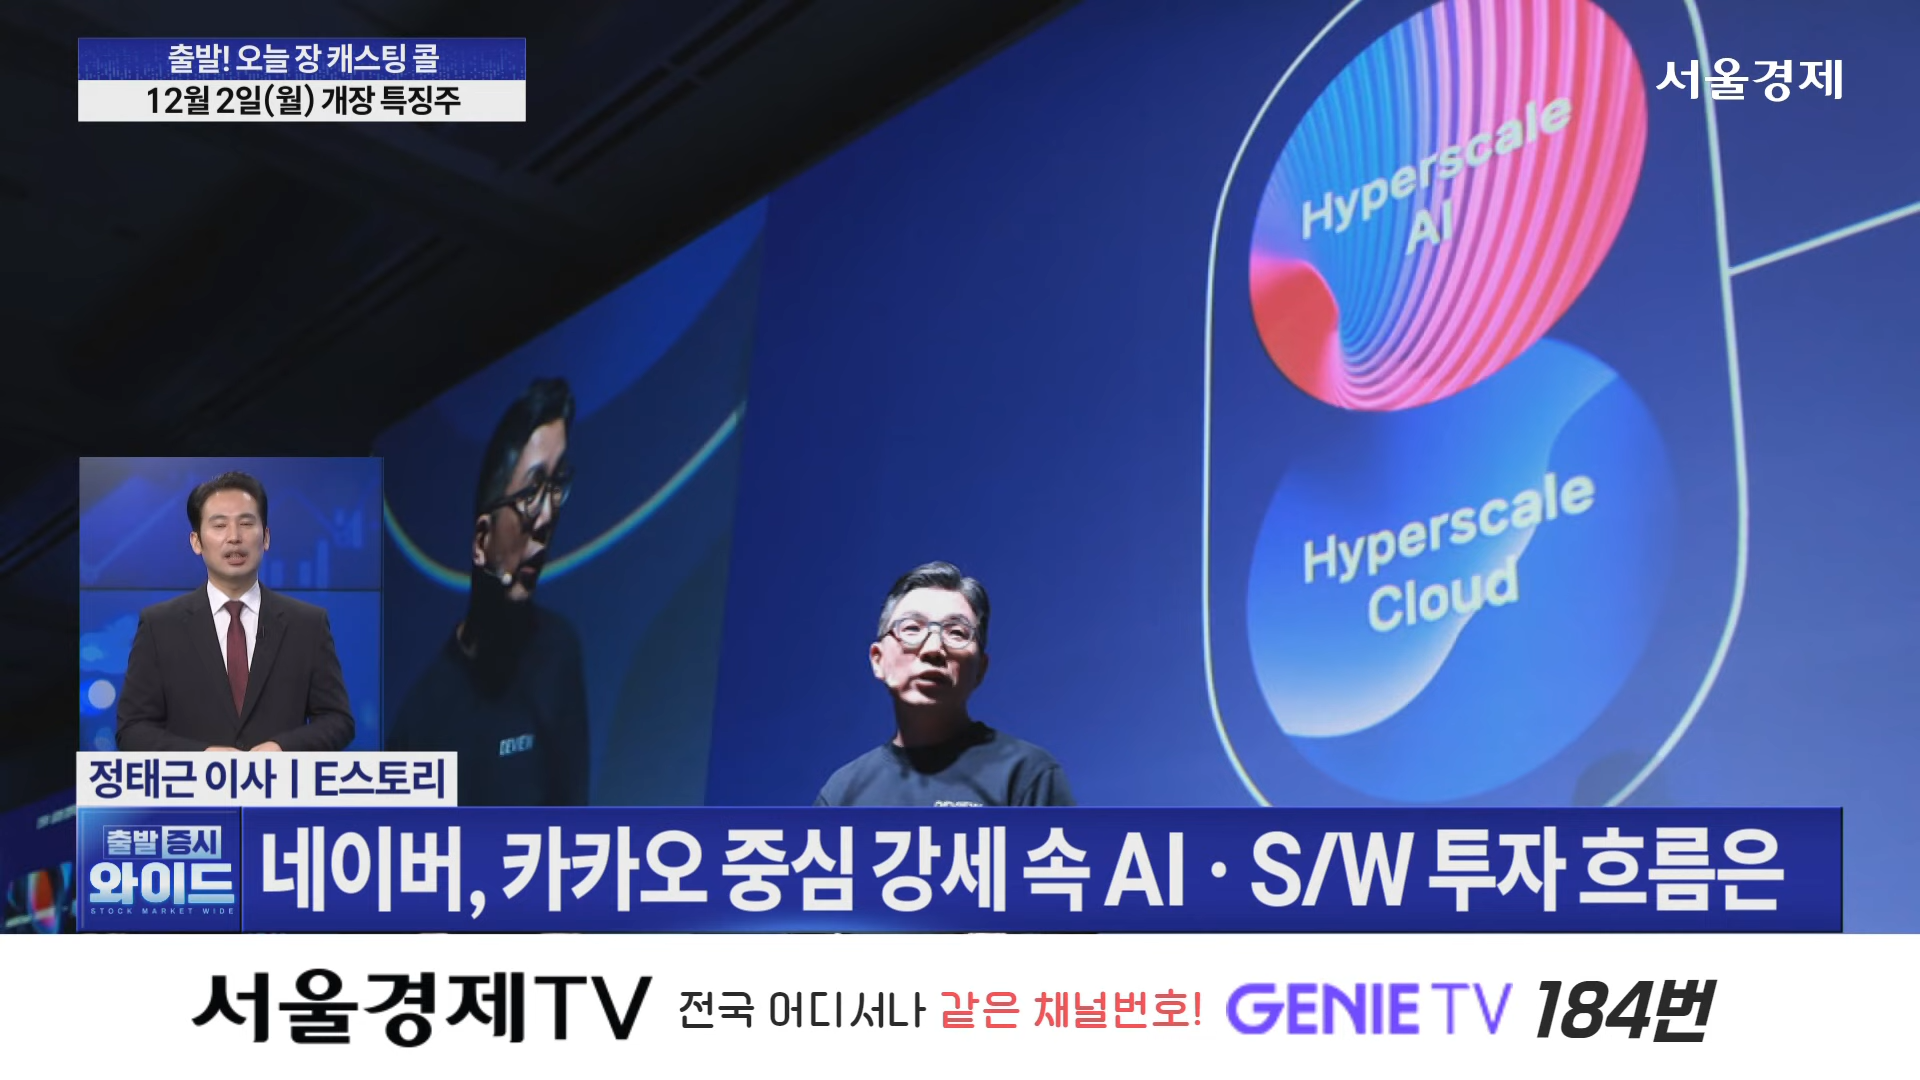 출발! 오늘 장 캐스팅 콜
12월 2일(월) 개장 특징주
서울경제
Hyperscale
AI
Hyperscale
Cloud
DEVIEW
정태근 이사 | E스토리
출발 증시
와이드
STOCK MARKET WIDE
네이버, 카카오 중심 강세 속 AI · S/W 투자 흐름은
서울경제TV 전국 어디서나 같은 채널번호! GENIE TV 184번